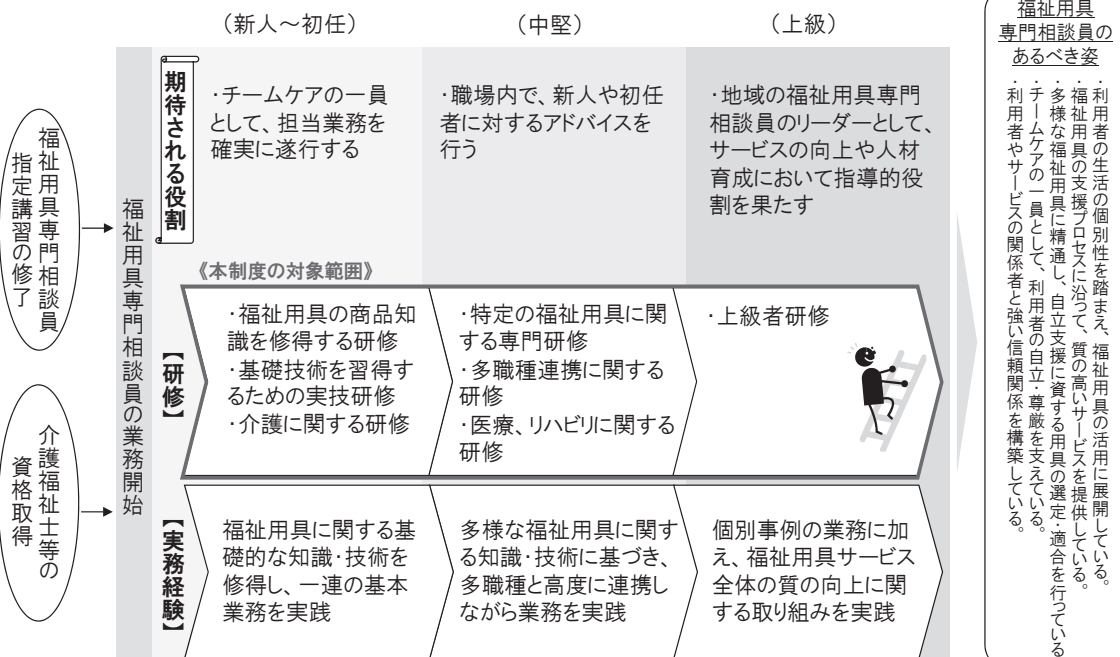 (新人～初任)
(中堅)
(上級)
福祉用具専門相談員
指定講習の修了
介護福祉士等の
資格取得
福祉用具専門相談員の業務開始
期待される役割
・チームケアの一員
として、担当業務を
確実に遂行する
・職場内で、新人や初任
者に対するアドバイスを
行う
・地域の福祉用具専門
相談員のリーダーとして、
サービスの向上や人材
育成において指導的役
割を果たす
《本制度の対象範囲》
【研修】
・福祉用具の商品知
識を修得する研修
・基礎技術を習得す
るための実技研修
・介護に関する研修
・特定の福祉用具に関
する専門研修
・多職種連携に関する
研修
・医療、リハビリに関する
研修
・上級者研修
【実務経験】
福祉用具に関する基
礎的な知識・技術を
修得し、一連の基本
業務を実践
多様な福祉用具に関す
る知識・技術に基づき、
多職種と高度に連携し
ながら業務を実践
個別事例の業務に加
え、福祉用具サービス
全体の質の向上に関
する取り組みを実践
福祉用具
専門相談員の
あるべき姿
・利用者の生活の個別性を踏まえ、福祉用具の活用に展開している。
・福祉用具の支援プロセスに沿って、質の高いサービスを提供している。
・多様な福祉用具に精通し、自立支援に資する用具の選定・適合を行っている
・チームケアの一員として、利用者の自立・尊厳を支えている。
・利用者やサービスの関係者と強い信頼関係を構築している。